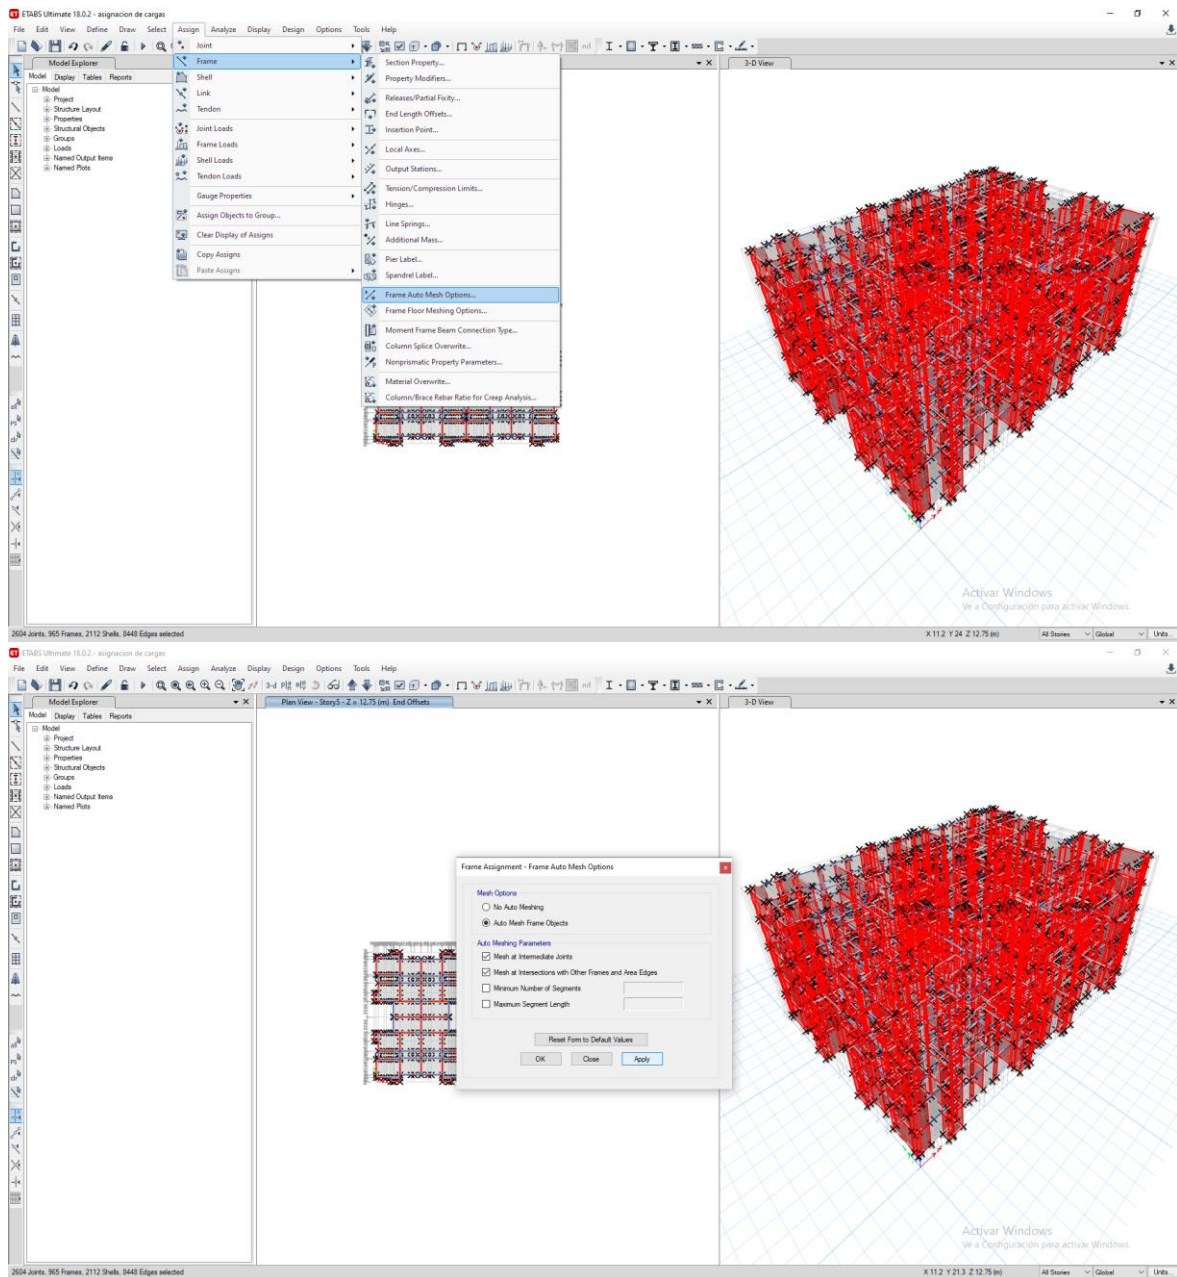 ETABS Ultimate 18.0.2 - asignacion de cargas
File Edit View Define Draw Select Assign Analyze Display Design Options Tools Help
Model Explorer
Model Display Tables Reports
Model
Project
Structure Layout
Properties
Structural Objects
Groups
Loads
Named Output Items
Named Plots
Joint
Frame
Shell
Link
Tendon
Joint Loads
Frame Loads
Shell Loads
Tendon Loads
Gauge Properties
Assign Objects to Group...
Clear Display of Assigns
Copy Assigns
Paste Assigns
Section Property...
Property Modifiers...
Releases/Partial Fixity...
End Length Offsets...
Insertion Point...
Local Axes...
Output Stations...
Tension/Compression Limits...
Hinges...
Line Springs...
Additional Mass...
Pier Label...
Spandrel Label...
Frame Auto Mesh Options...
Frame Floor Meshing Options...
Moment Frame Beam Connection Type...
Column Splice Overwrite...
Nonprismatic Property Parameters...
Material Overwrite...
Column/Brace Rebar Ratio for Creep Analysis...
3-D View
Activar Windows
Ve a Configuración para activar Windows.
2604 Joints, 965 Frames, 2112 Shells, 8448 Edges selected
X 11.2 Y 24 Z 12.75 (m)
All Stories
Global
Units...
ETABS Ultimate 18.0.2 - asignacion de cargas
File Edit View Define Draw Select Assign Analyze Display Design Options Tools Help
Model Explorer
Model Display Tables Reports
Model
Project
Structure Layout
Properties
Structural Objects
Groups
Loads
Named Output Items
Named Plots
Plan View - Story5 - Z = 12.75 (m) End Offsets
3-D View
Frame Assignment - Frame Auto Mesh Options
Mesh Options
No Auto Meshing
Auto Mesh Frame Objects
Auto Meshing Parameters
Mesh at Intermediate Joints
Mesh at Intersections with Other Frames and Area Edges
Minimum Number of Segments
Maximum Segment Length
Reset Form to Default Values
OK Close Apply
Activar Windows
Ve a Configuración para activar Windows.
2604 Joints, 965 Frames, 2112 Shells, 8448 Edges selected
X 11.2 Y 21.3 Z 12.75 (m)
All Stories
Global
Units...